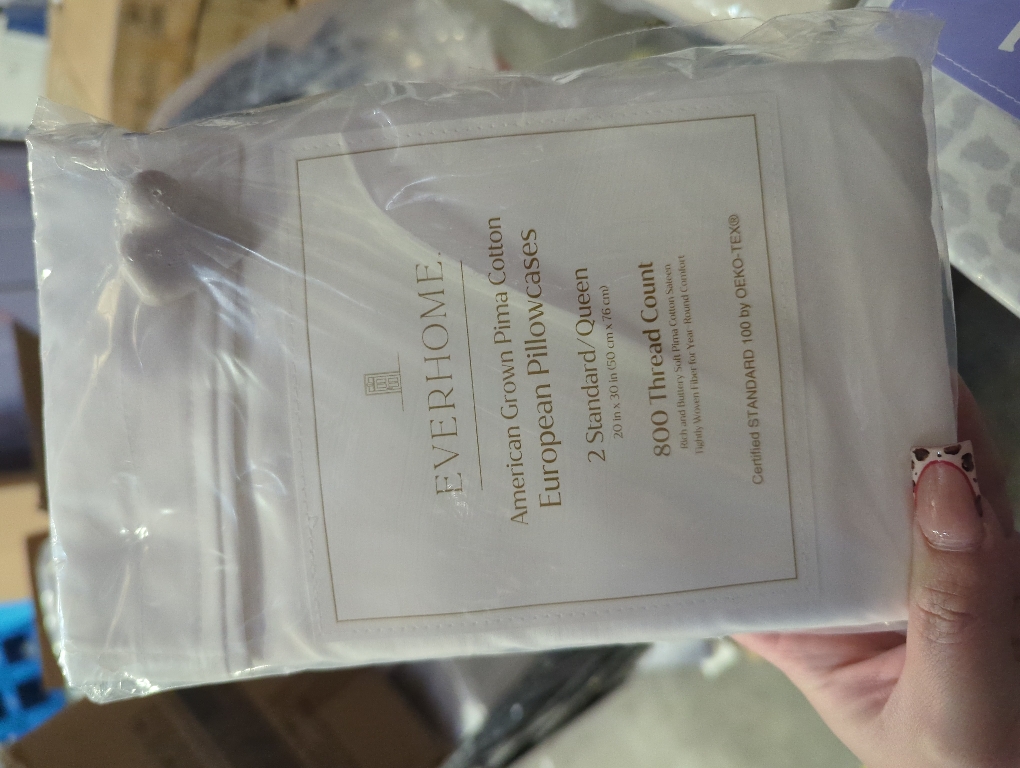 EVERHOME.
American Grown Pima Cotton
European Pillowcases
2 Standard/Queen
20 in x 30 in (50 cm x 76 cm)
800 Thread Count
Rich and Buttery Soft Pima Cotton Sateen
Tightly Woven Fiber for Year-Round Comfort
Certified STANDARD 100 by OEKO-TEX®